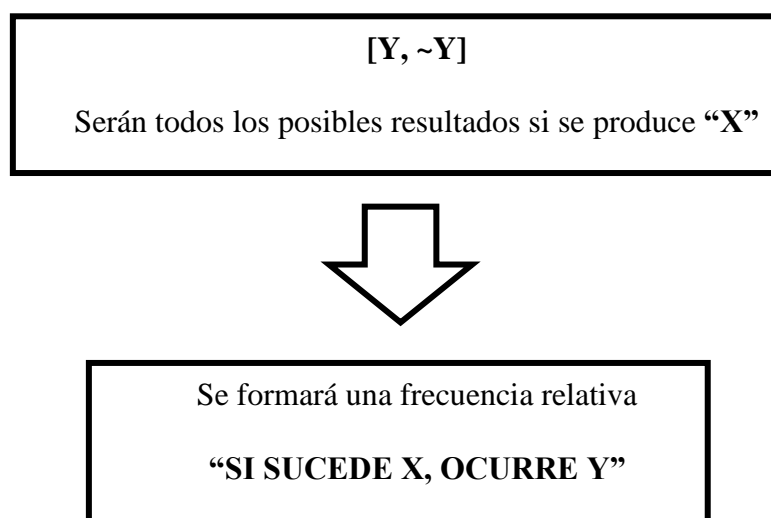 [Y, ~Y]
Serán todos los posibles resultados si se produce “X”
Se formará una frecuencia relativa
“SI SUCEDE X, OCURRE Y”